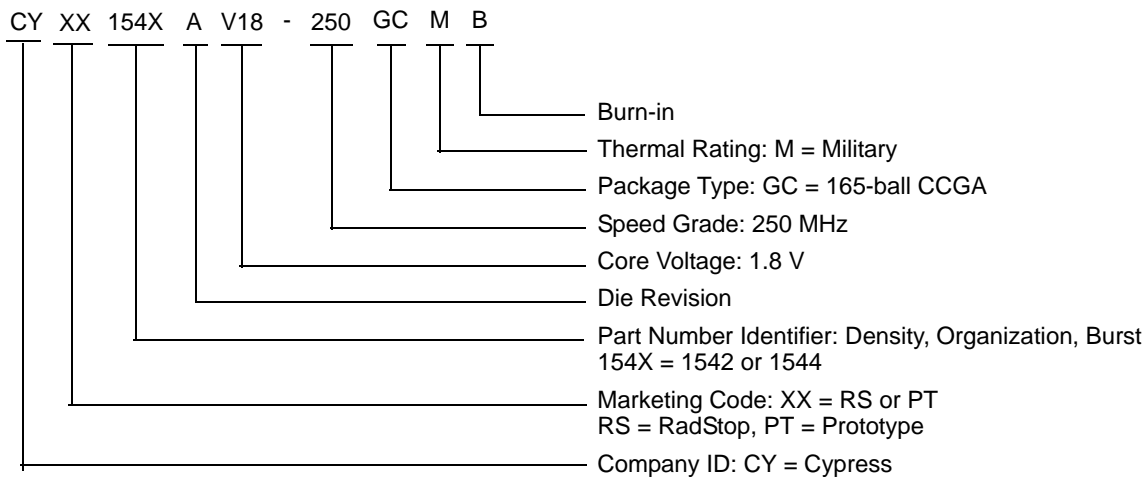 CY XX 154X A V18 - 250 GC M B
Burn-in
Thermal Rating: M = Military
Package Type: GC = 165-ball CCGA
Speed Grade: 250 MHz
Core Voltage: 1.8 V
Die Revision
Part Number Identifier: Density, Organization, Burst
154X = 1542 or 1544
Marketing Code: XX = RS or PT
RS = RadStop, PT = Prototype
Company ID: CY = Cypress